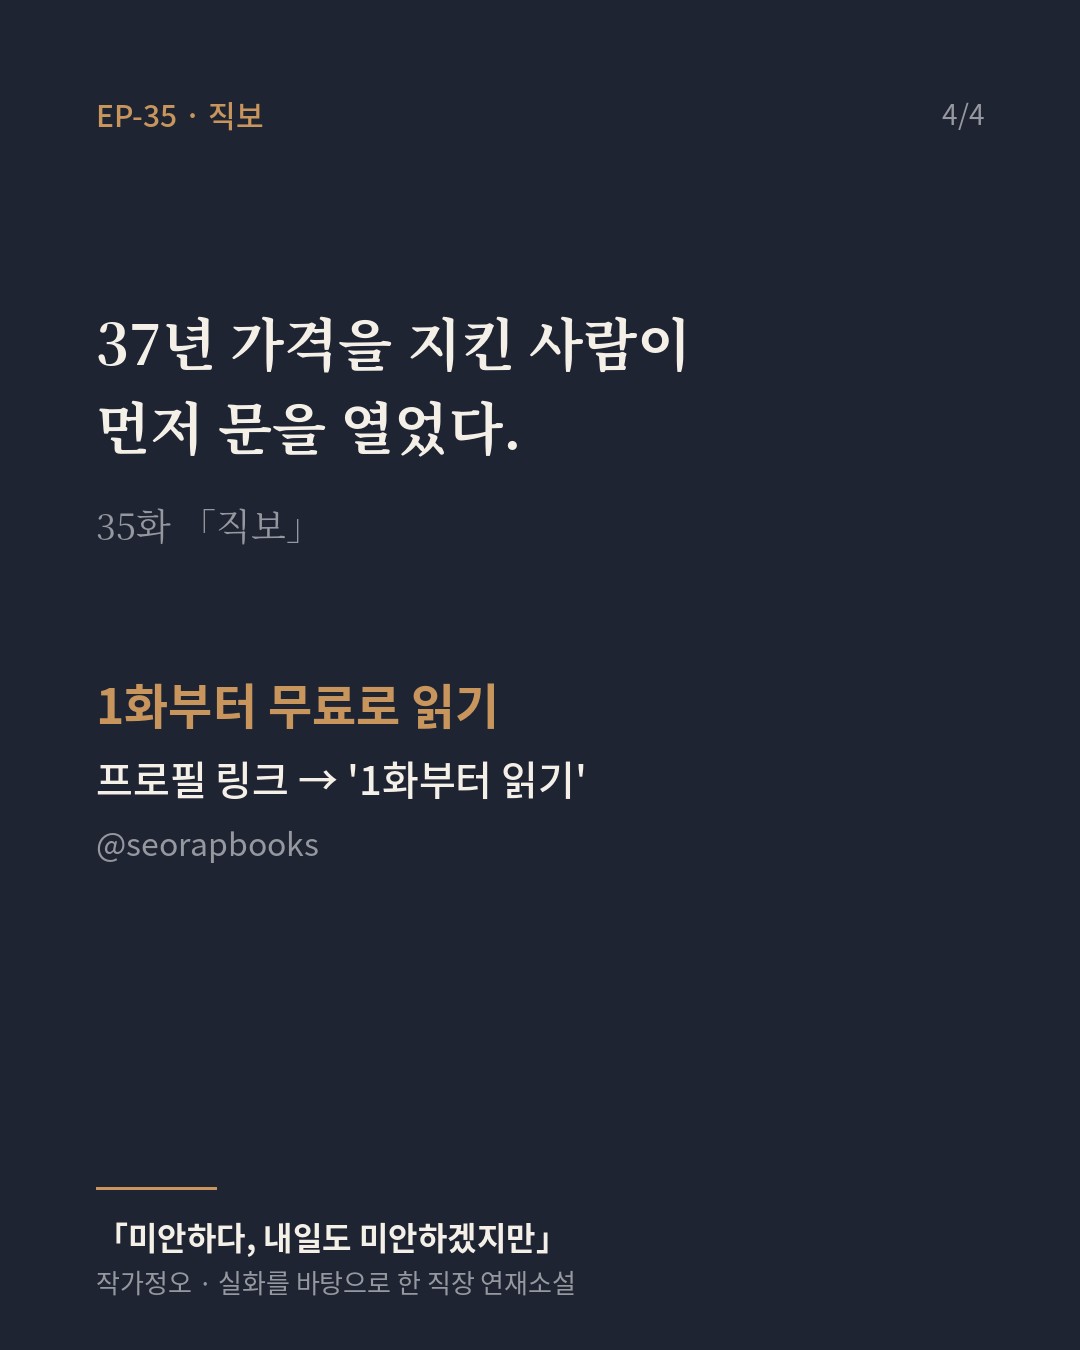 EP-35 · 직보
4/4
37년 가격을 지킨 사람이
먼저 문을 열었다.
35화 「직보」
1화부터 무료로 읽기
프로필 링크 → '1화부터 읽기'
@seorapbooks
「미안하다, 내일도 미안하겠지만」
작가정오 · 실화를 바탕으로 한 직장 연재소설